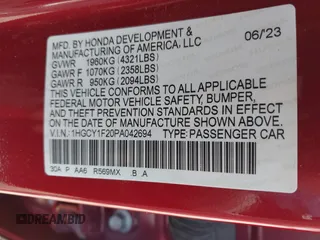 MFD. BY HONDA DEVELOPMENT & 06/23
MANUFACTURING OF AMERICA, LLC
GVWR 1960KG (4321LBS)
GAWR F 1070KG (2358LBS)
GAWR R 950KG (2094LBS)
THIS VEHICLE CONFORMS TO ALL APPLICABLE
FEDERAL MOTOR VEHICLE SAFETY, BUMPER,
AND THEFT PREVENTION STANDARDS IN EFFECT
ON THE DATE OF MANUFACTURE SHOWN ABOVE.
V.I.N.: 1HGCY1F20PA042694 TYPE PASSENGER CAR
30A P AA6 R569MX .B .A
DREAMBID